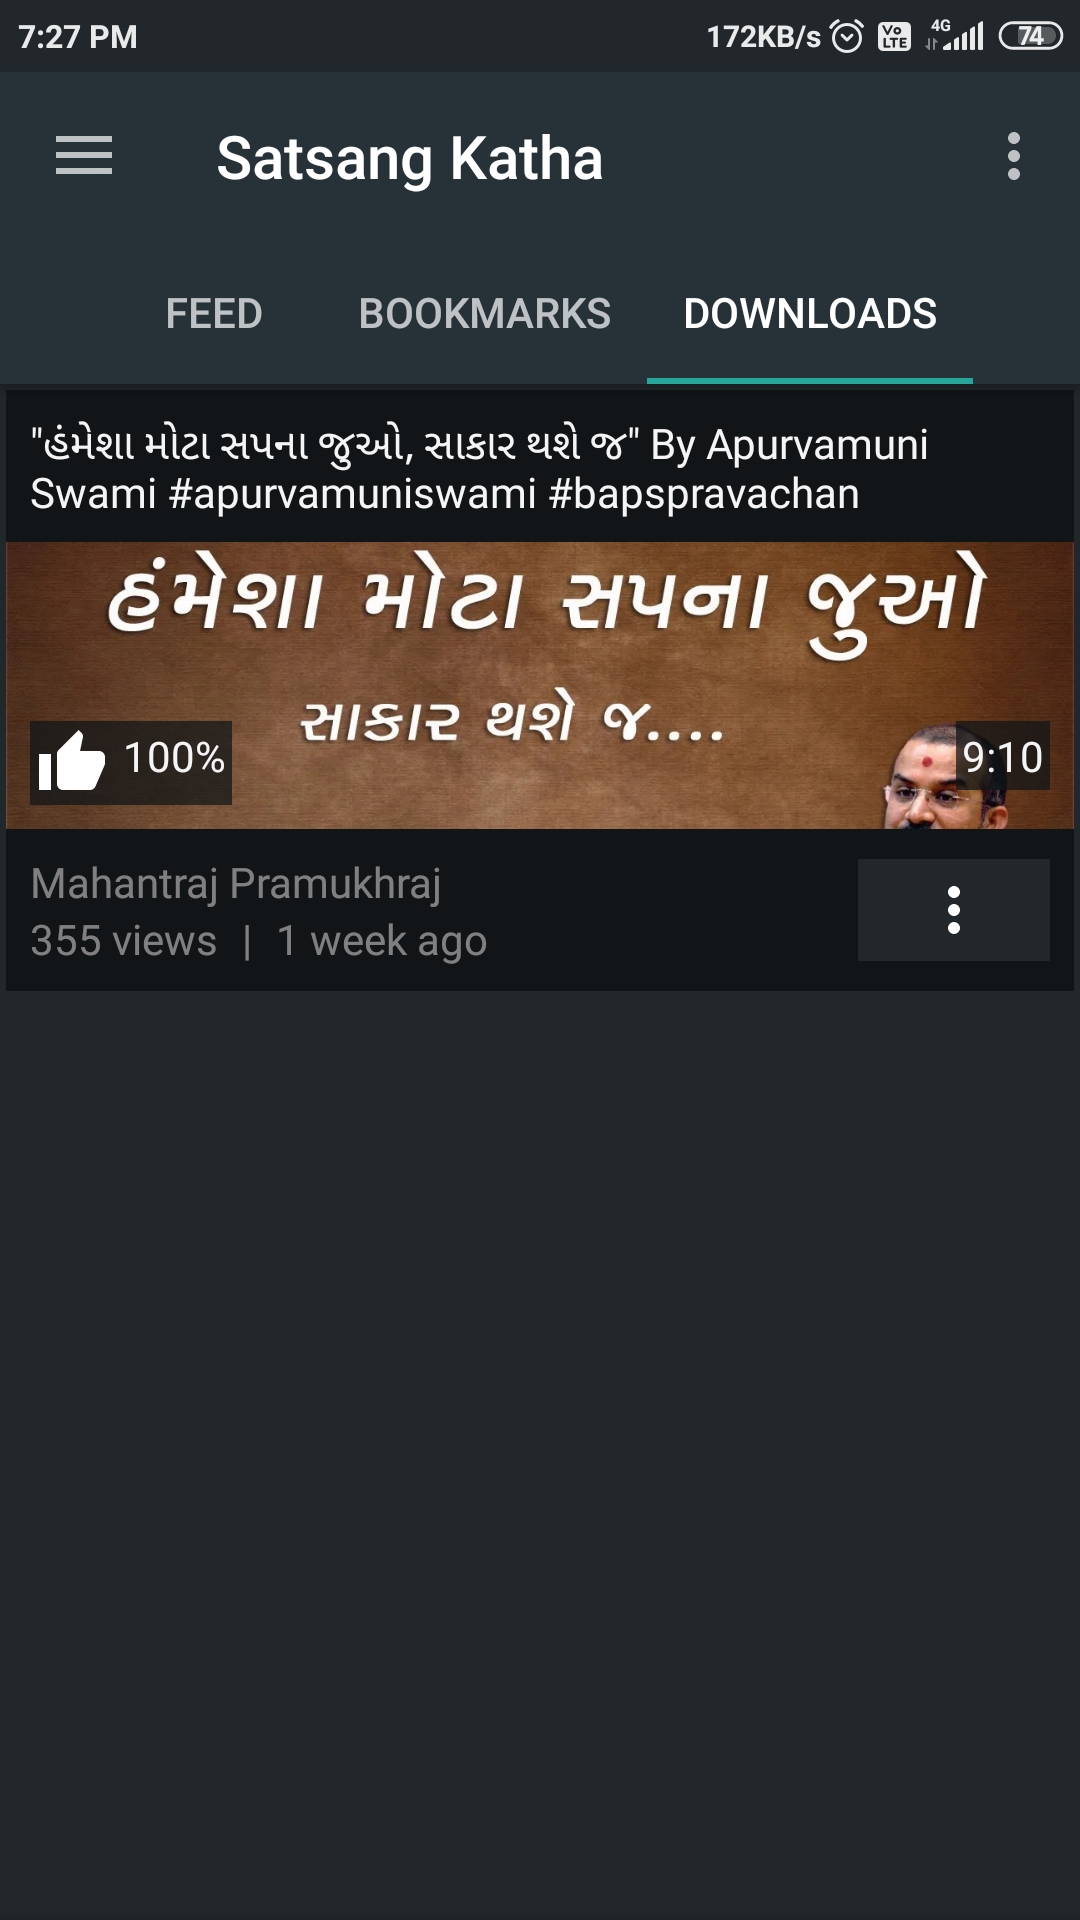 7:27 PM 172KB/s Vo LTE 4G 74
Satsang Katha
FEED BOOKMARKS DOWNLOADS
"હંમેશા મોટા સપના જુઓ, સાકાર થશે જ" By Apurvamuni
Swami #apurvamuniswami #bapspravachan
હંમેશા મોટા સપના જુઓ
સાકાર થશે જ....
100% 9:10
Mahantraj Pramukhraj
355 views | 1 week ago